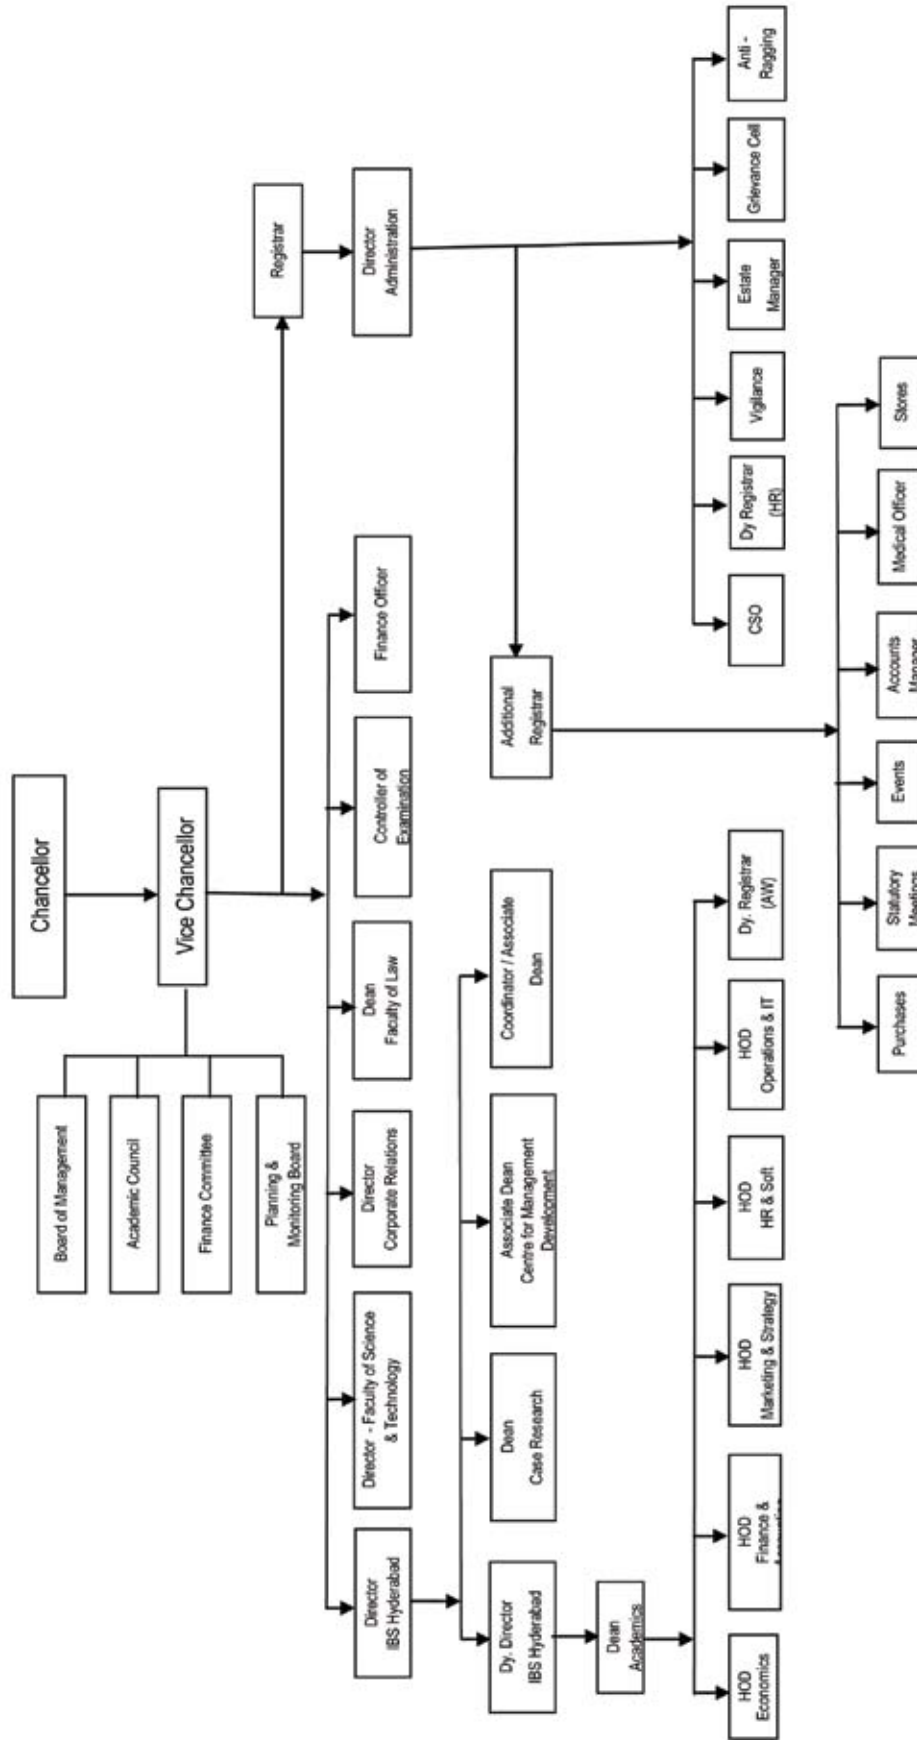 Chancellor
Vice Chancellor
Board of Management
Academic Council
Finance Committee
Planning &
Monitoring Board
Registrar
Director
IBS Hyderabad
Director - Faculty of Science
& Technology
Director
Corporate Relations
Dean
Faculty of Law
Controller of
Examination
Finance Officer
Director
Administration
Dy. Director
IBS Hyderabad
Dean
Case Research
Associate Dean
Centre for Management
Development
Coordinator / Associate
Dean
Additional
Registrar
Dean
Academics
HOD
Economics
HOD
Finance &
HOD
Marketing & Strategy
HOD
HR & Soft
HOD
Operations & IT
Dy. Registrar
(AW)
CSO
Dy Registrar
(HR)
Vigilance
Estate
Manager
Grievance Cell
Anti -
Ragging
Purchases
Statutory
Meetings
Events
Accounts
Manager
Medical Officer
Stores